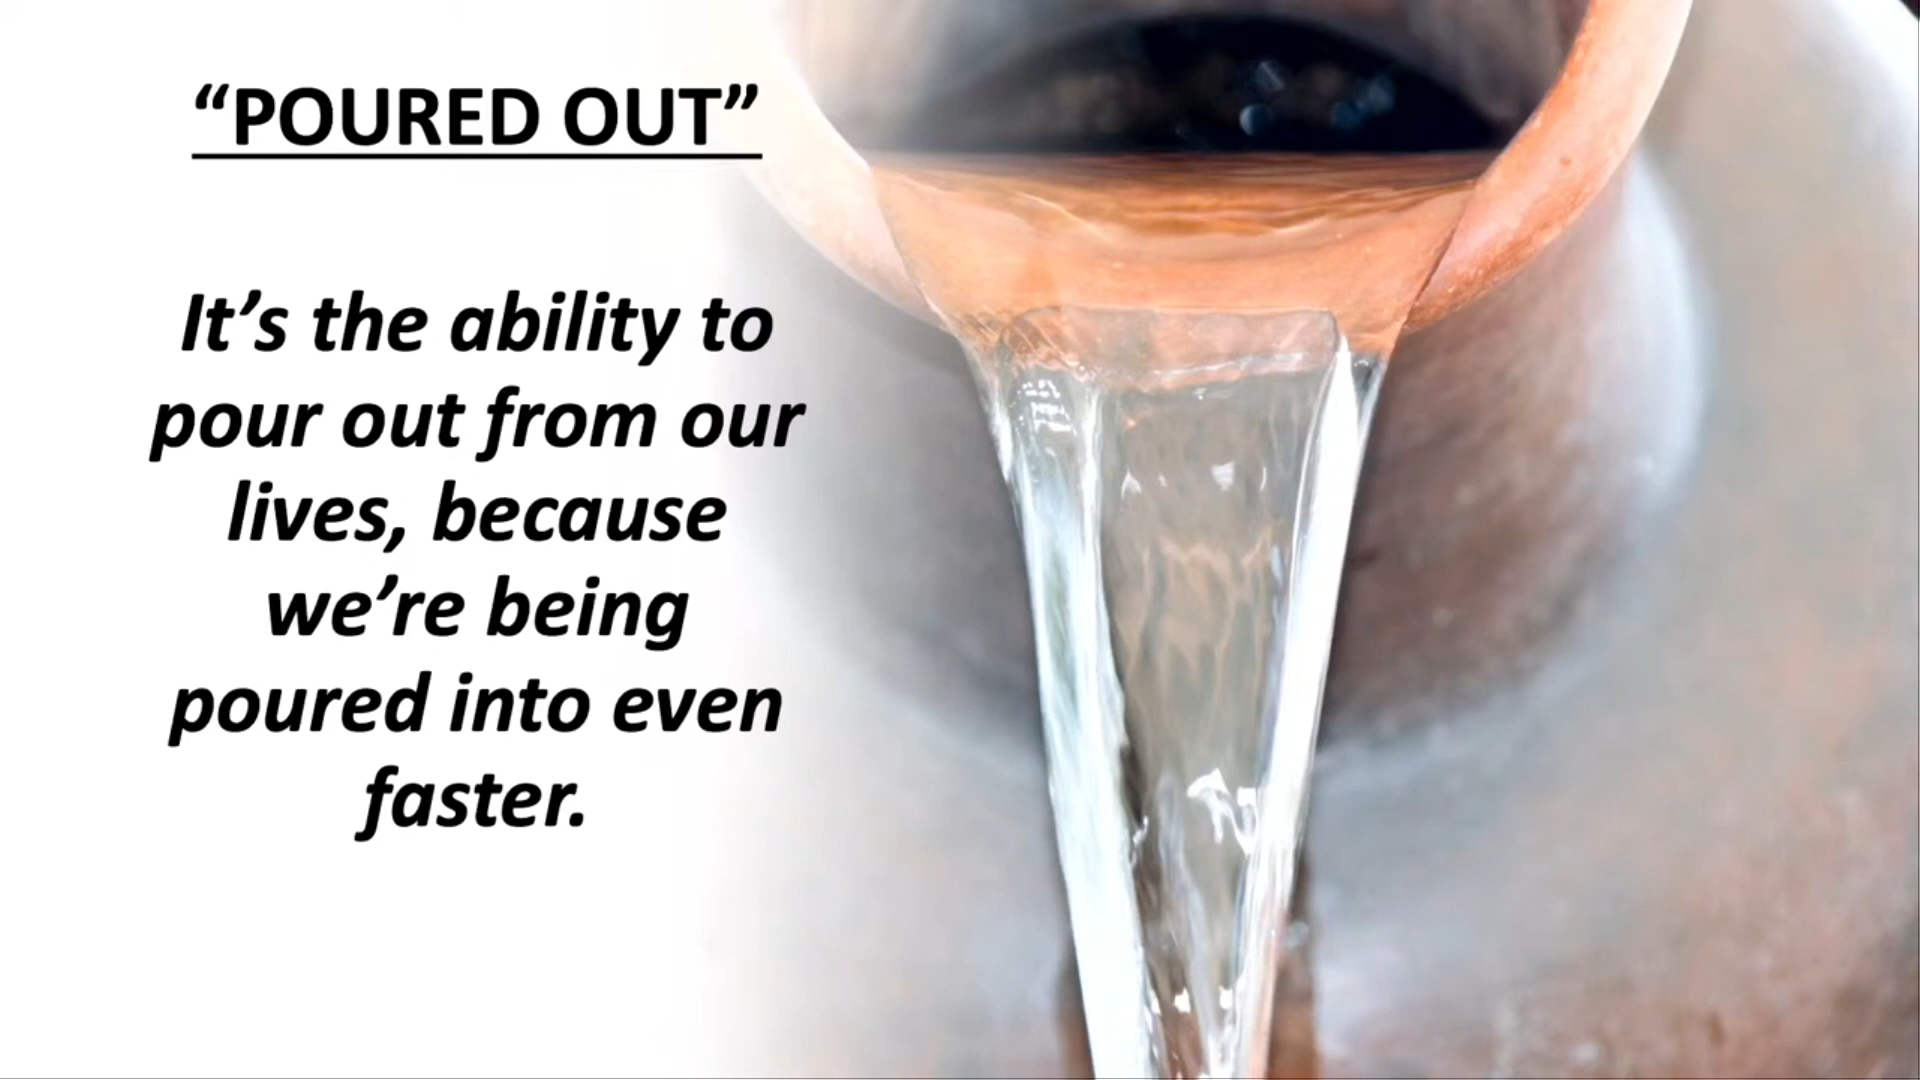 “POURED OUT”
It’s the ability to
pour out from our
lives, because
we’re being
poured into even
faster.